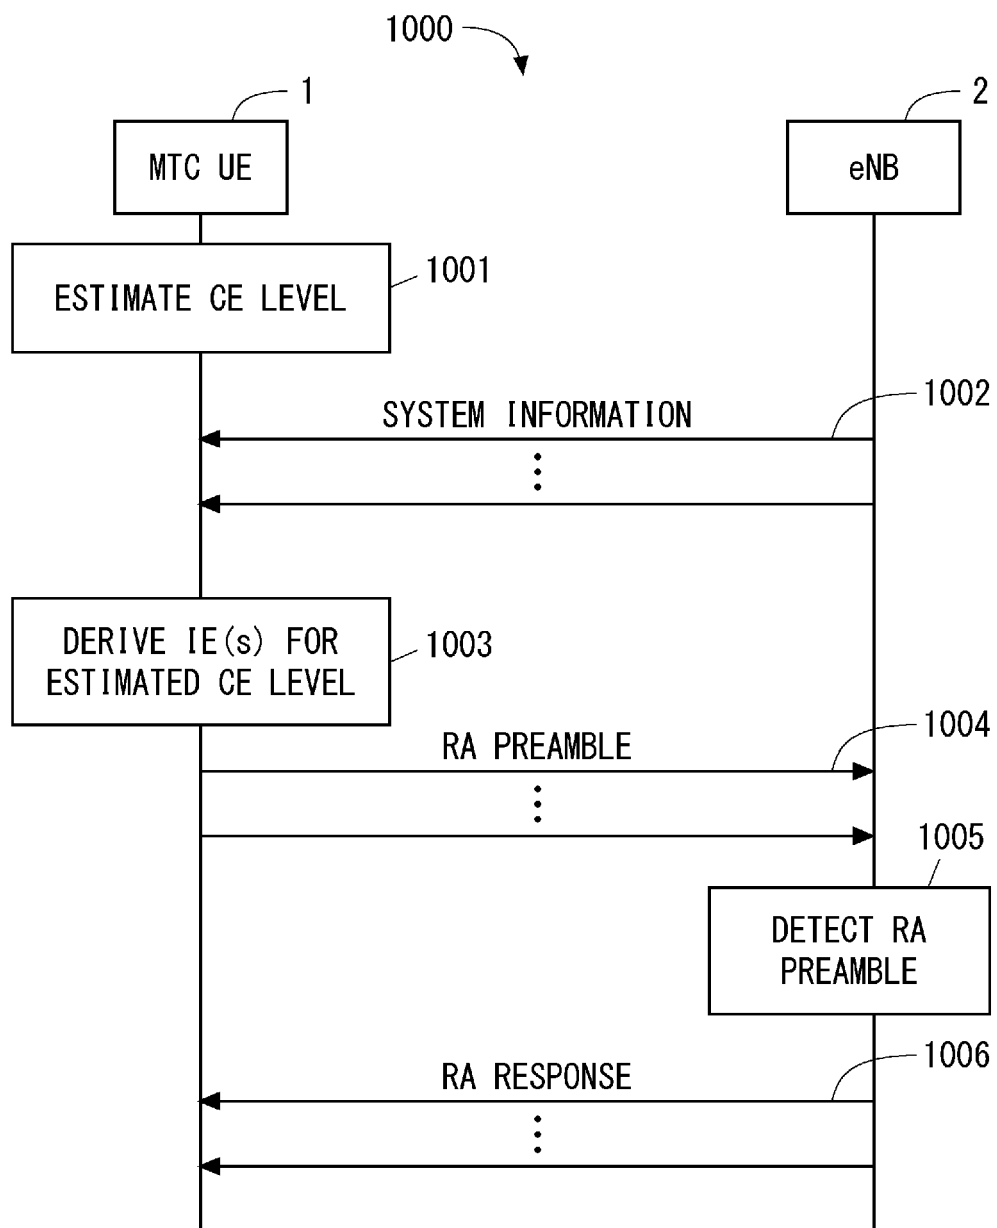 1000
1
2
MTC UE
eNB
1001
ESTIMATE CE LEVEL
1002
SYSTEM INFORMATION
DERIVE IE(s) FOR
ESTIMATED CE LEVEL
1003
1004
RA PREAMBLE
1005
DETECT RA
PREAMBLE
1006
RA RESPONSE